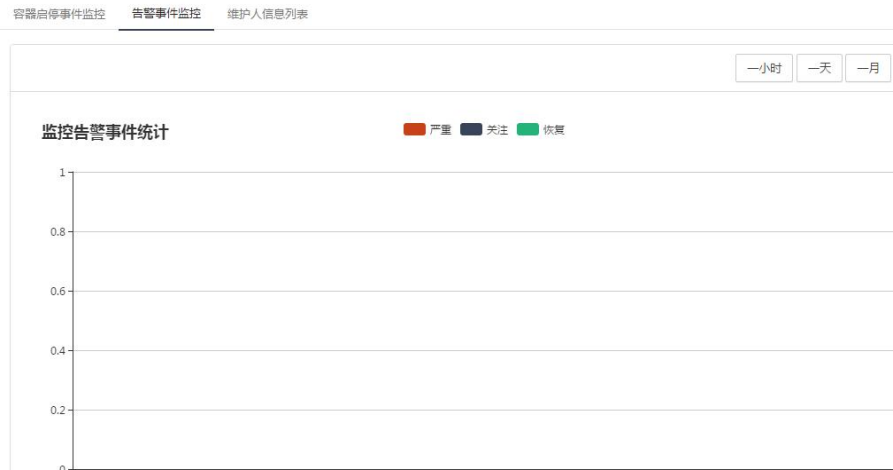 容器启停事件监控 告警事件监控 维护人信息列表
一小时 一天 一月
监控告警事件统计
严重 关注 恢复
1
0.8
0.6
0.4
0.2
0